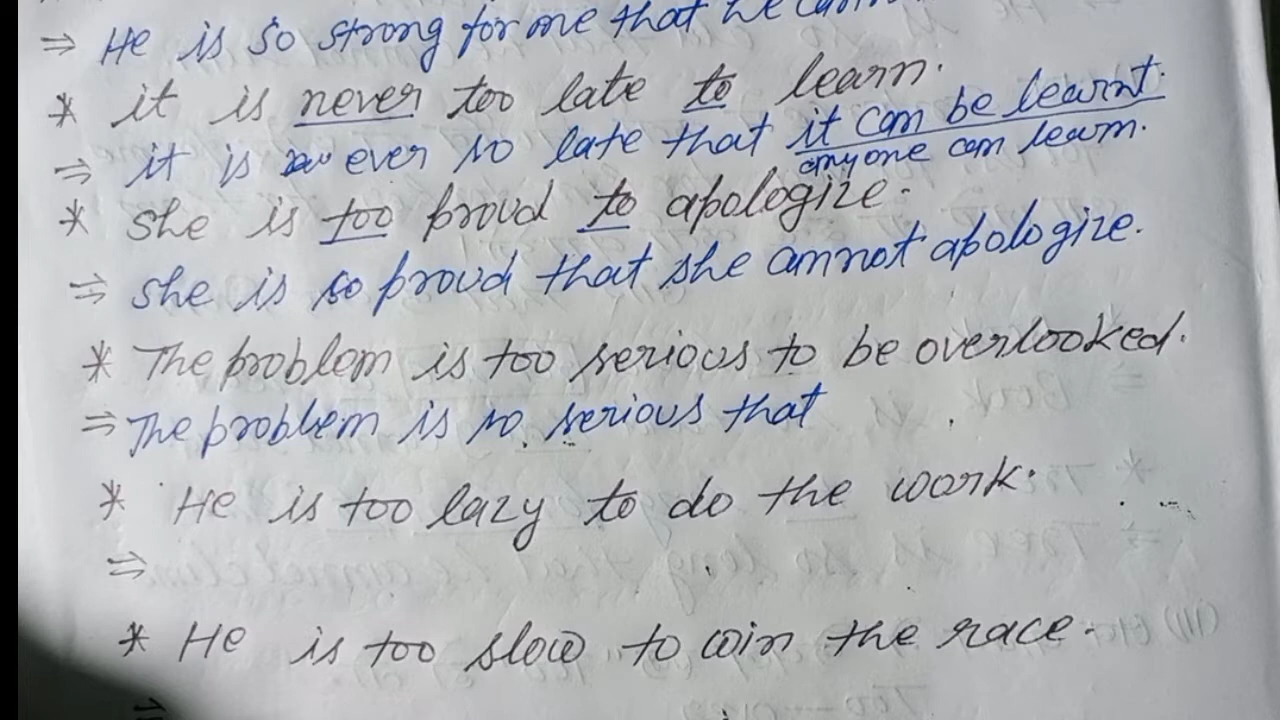 ⇒ He is so strong for me that he
* it is never too late to learn.
⇒ it is ever so late that it can be learnt.
anyone can learn.
* she is too proud to apologize.
⇒ she is so proud that she cannot apologize.
* The problem is too serious to be overlooked.
⇒ The problem is so serious that
* He is too lazy to do the work.
⇒
* He is too slow to win the race.